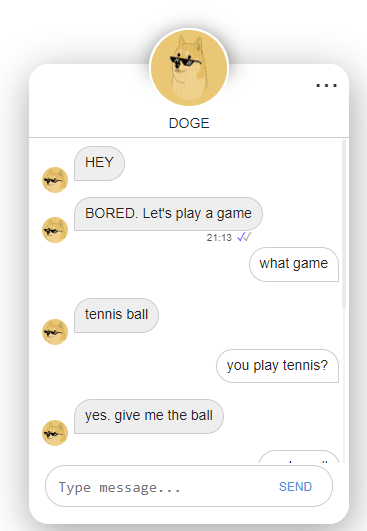 ...
DOGE
HEY
BORED. Let's play a game
21:13
what game
tennis ball
you play tennis?
yes. give me the ball
Type message...
SEND